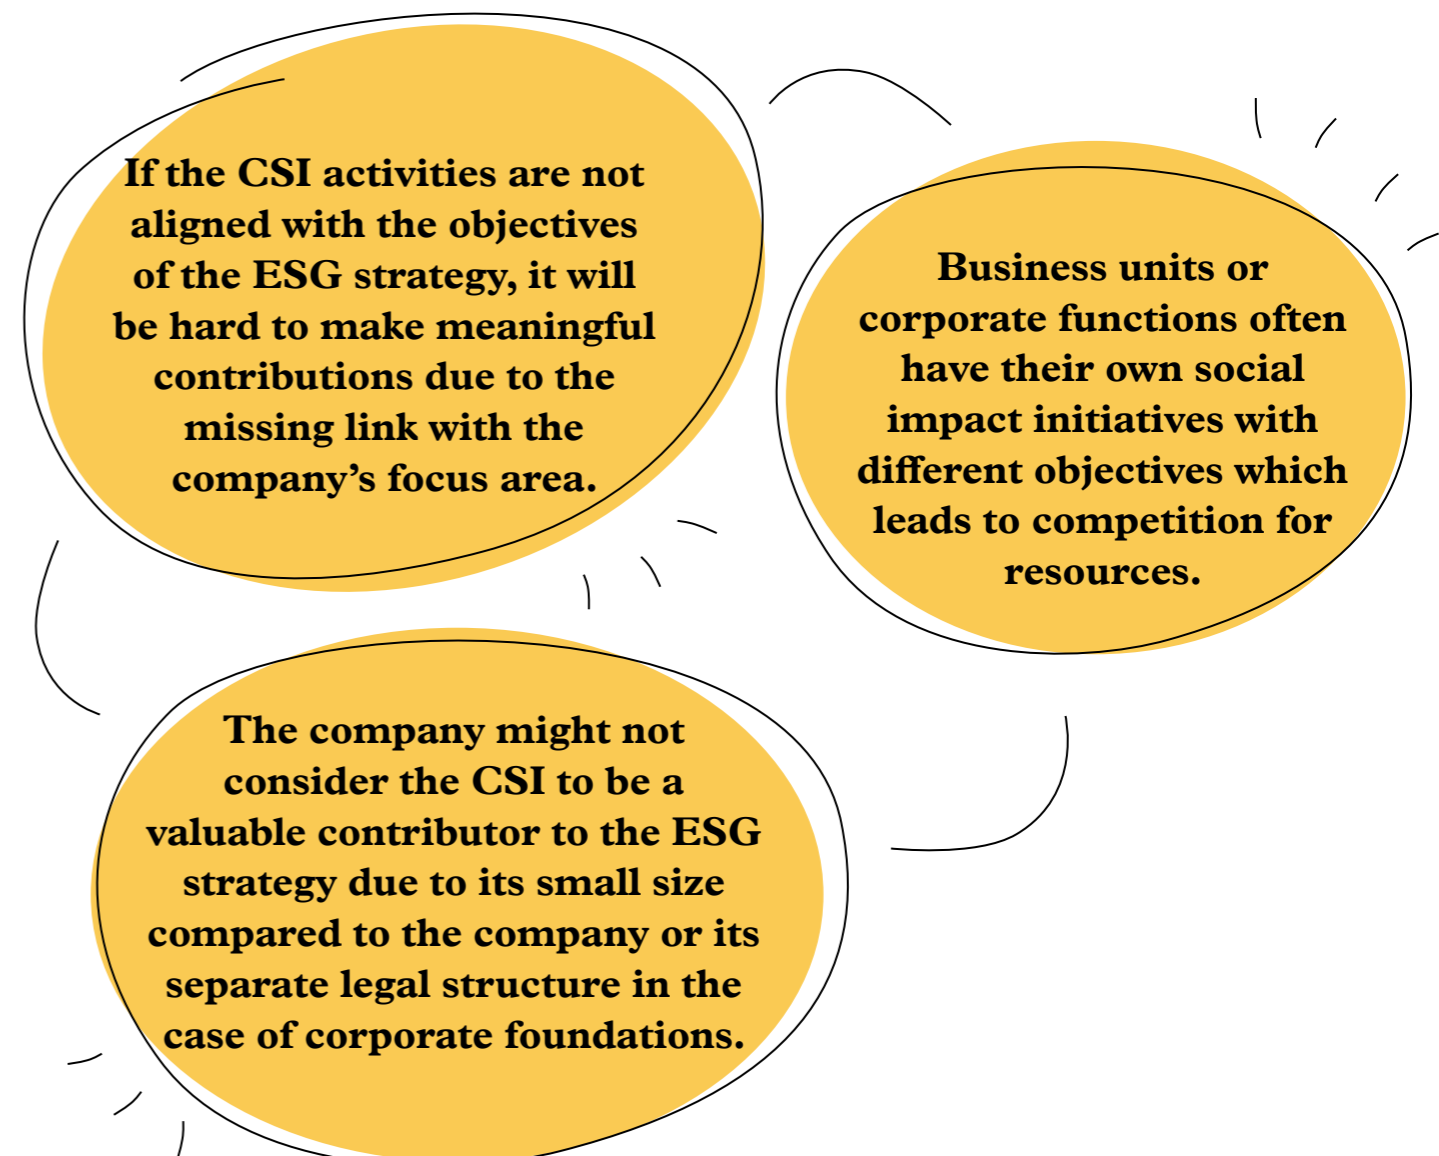 If the CSI activities are not
aligned with the objectives
of the ESG strategy, it will
be hard to make meaningful
contributions due to the
missing link with the
company’s focus area.
Business units or
corporate functions often
have their own social
impact initiatives with
different objectives which
leads to competition for
resources.
The company might not
consider the CSI to be a
valuable contributor to the ESG
strategy due to its small size
compared to the company or its
separate legal structure in the
case of corporate foundations.